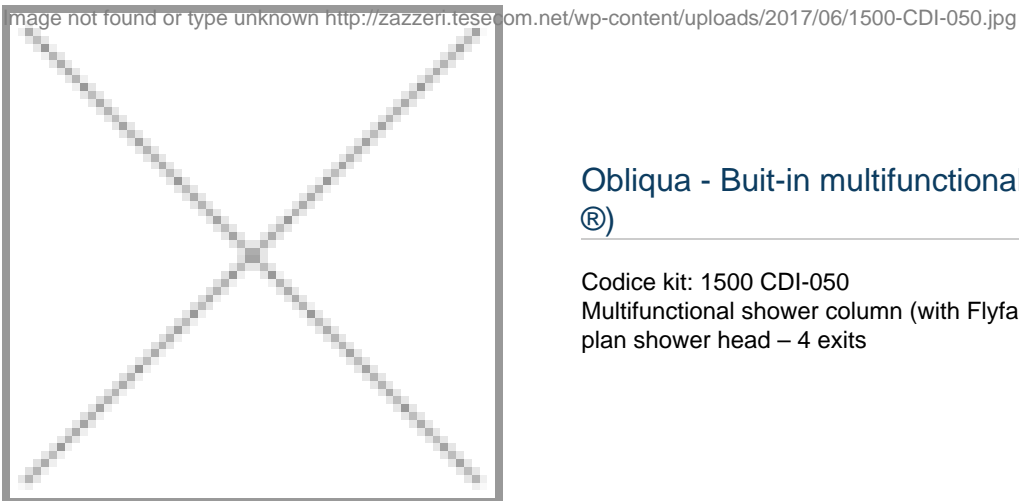 Image not found or type unknown http://zazzeri.tesecom.net/wp-content/uploads/2017/06/1500-CDI-050.jpg
Obliqua - Buit-in multifunctional
®)
Codice kit: 1500 CDI-050
Multifunctional shower column (with Flyfa
plan shower head – 4 exits